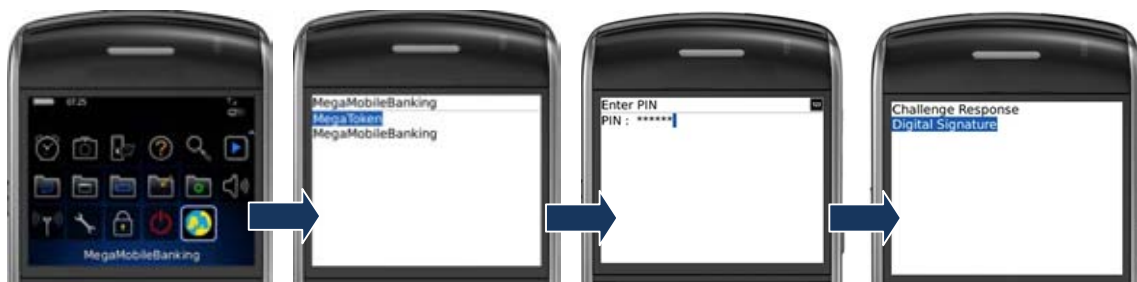 07:25
MegaMobileBanking
MegaMobileBanking
MegaToken
MegaMobileBanking
Enter PIN
PIN : ******
Challenge Response
Digital Signature